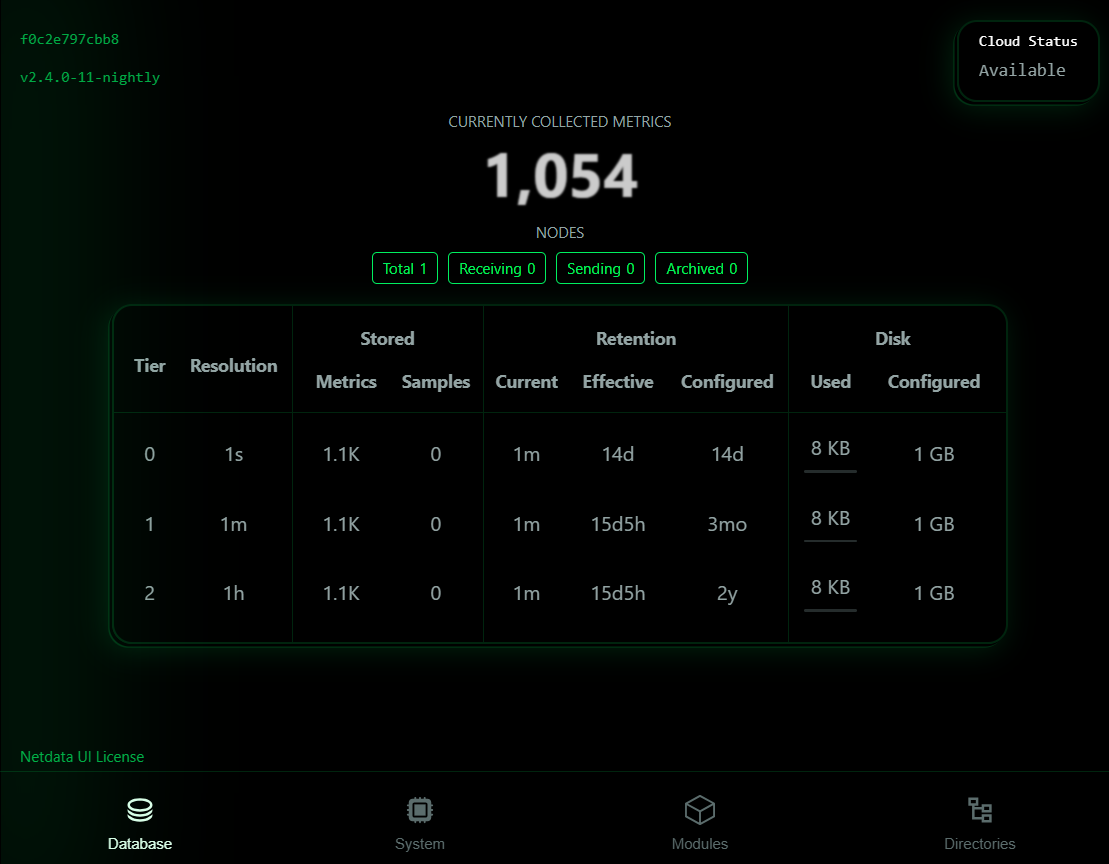 f0c2e797cbb8
v2.4.0-11-nightly
Cloud Status
Available
CURRENTLY COLLECTED METRICS
1,054
NODES
Total 1 Receiving 0 Sending 0 Archived 0
Stored Retention Disk
Tier Resolution
Metrics Samples Current Effective Configured Used Configured
0 1s 1.1K 0 1m 14d 14d 8 KB 1 GB
1 1m 1.1K 0 1m 15d5h 3mo 8 KB 1 GB
2 1h 1.1K 0 1m 15d5h 2y 8 KB 1 GB
Netdata UI License
Database System Modules Directories